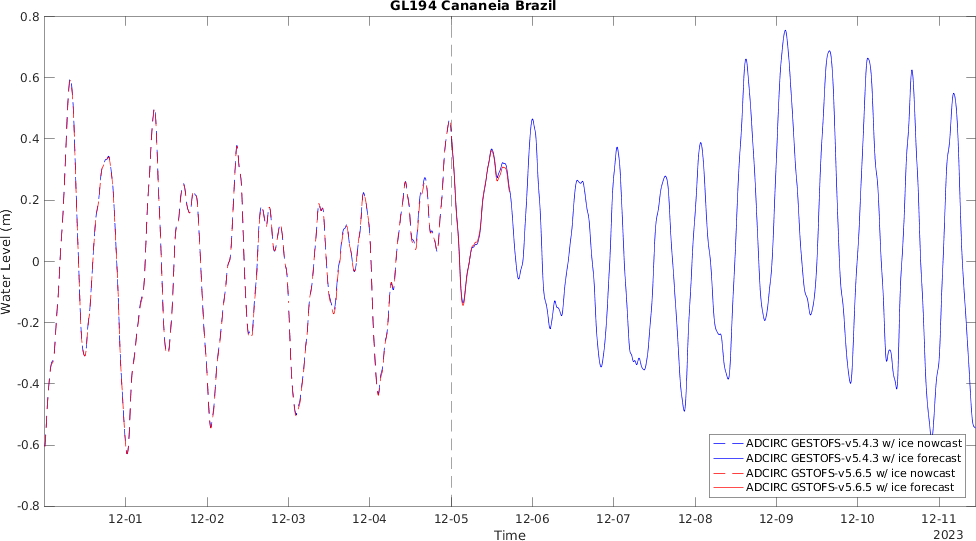 GL194 Cananeia Brazil
0.8
0.6
0.4
0.2
0
-0.2
-0.4
-0.6
-0.8
Water Level (m)
12-01 12-02 12-03 12-04 12-05 12-06 12-07 12-08 12-09 12-10 12-11
Time
2023
ADCIRC GESTOFS-v5.4.3 w/ ice nowcast
ADCIRC GESTOFS-v5.4.3 w/ ice forecast
ADCIRC GSTOFS-v5.6.5 w/ ice nowcast
ADCIRC GSTOFS-v5.6.5 w/ ice forecast